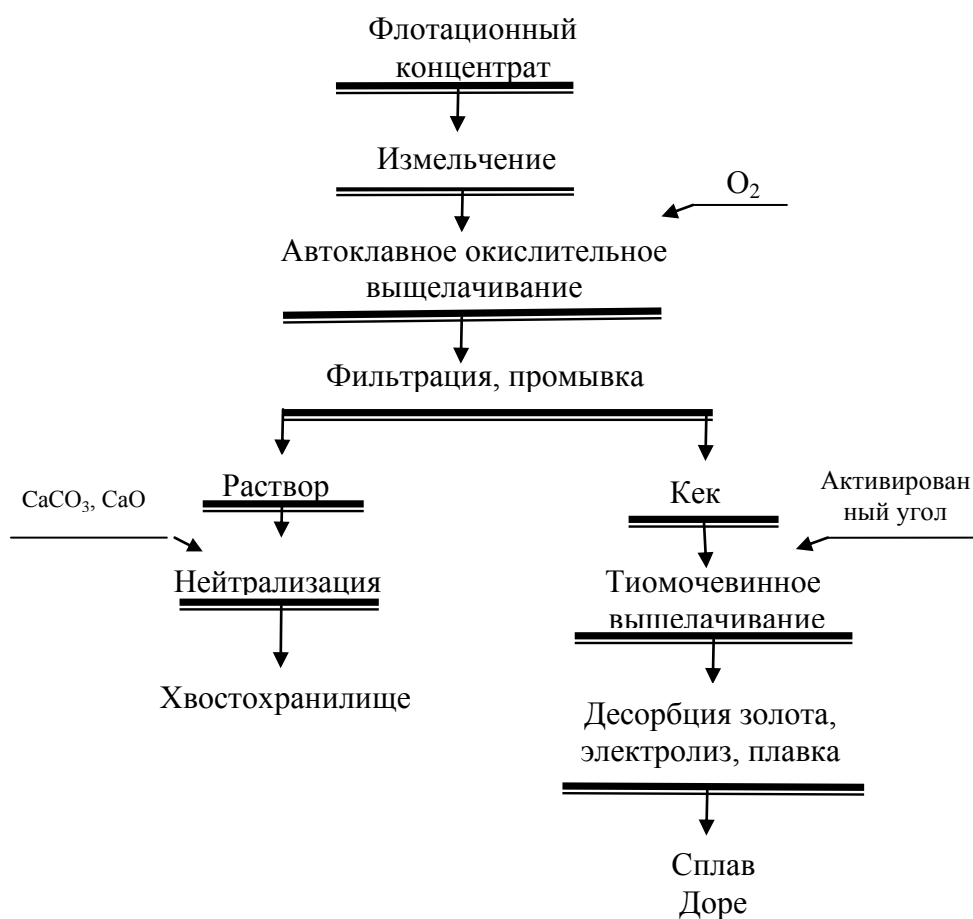 Флотационный
концентрат
Измельчение
O₂
Автоклавное окислительное
выщелачивание
Фильтрация, промывка
Раствор
Кек
CaCO₃, CaO
Активирован
ный угол
Нейтрализация
Тиомочевинное
выщелачивание
Хвостохранилище
Десорбция золота,
электролиз, плавка
Сплав
Доре